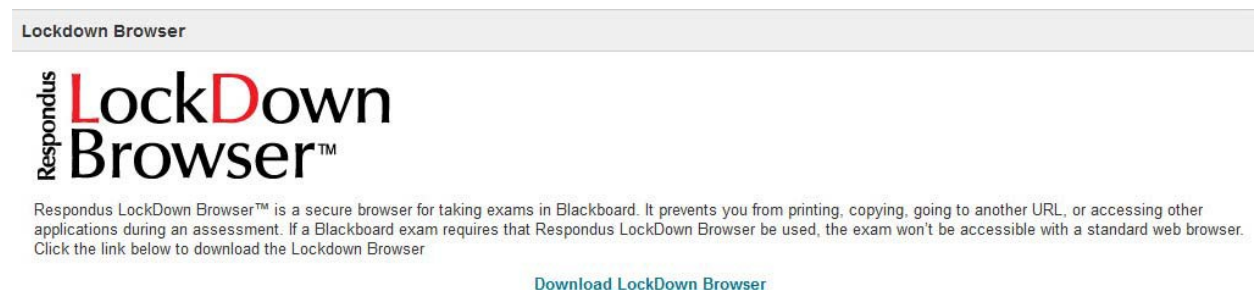 Lockdown Browser
Respondus
LockDown
Browser™
Respondus LockDown Browser™ is a secure browser for taking exams in Blackboard. It prevents you from printing, copying, going to another URL, or accessing other
applications during an assessment. If a Blackboard exam requires that Respondus LockDown Browser be used, the exam won't be accessible with a standard web browser.
Click the link below to download the Lockdown Browser
Download LockDown Browser